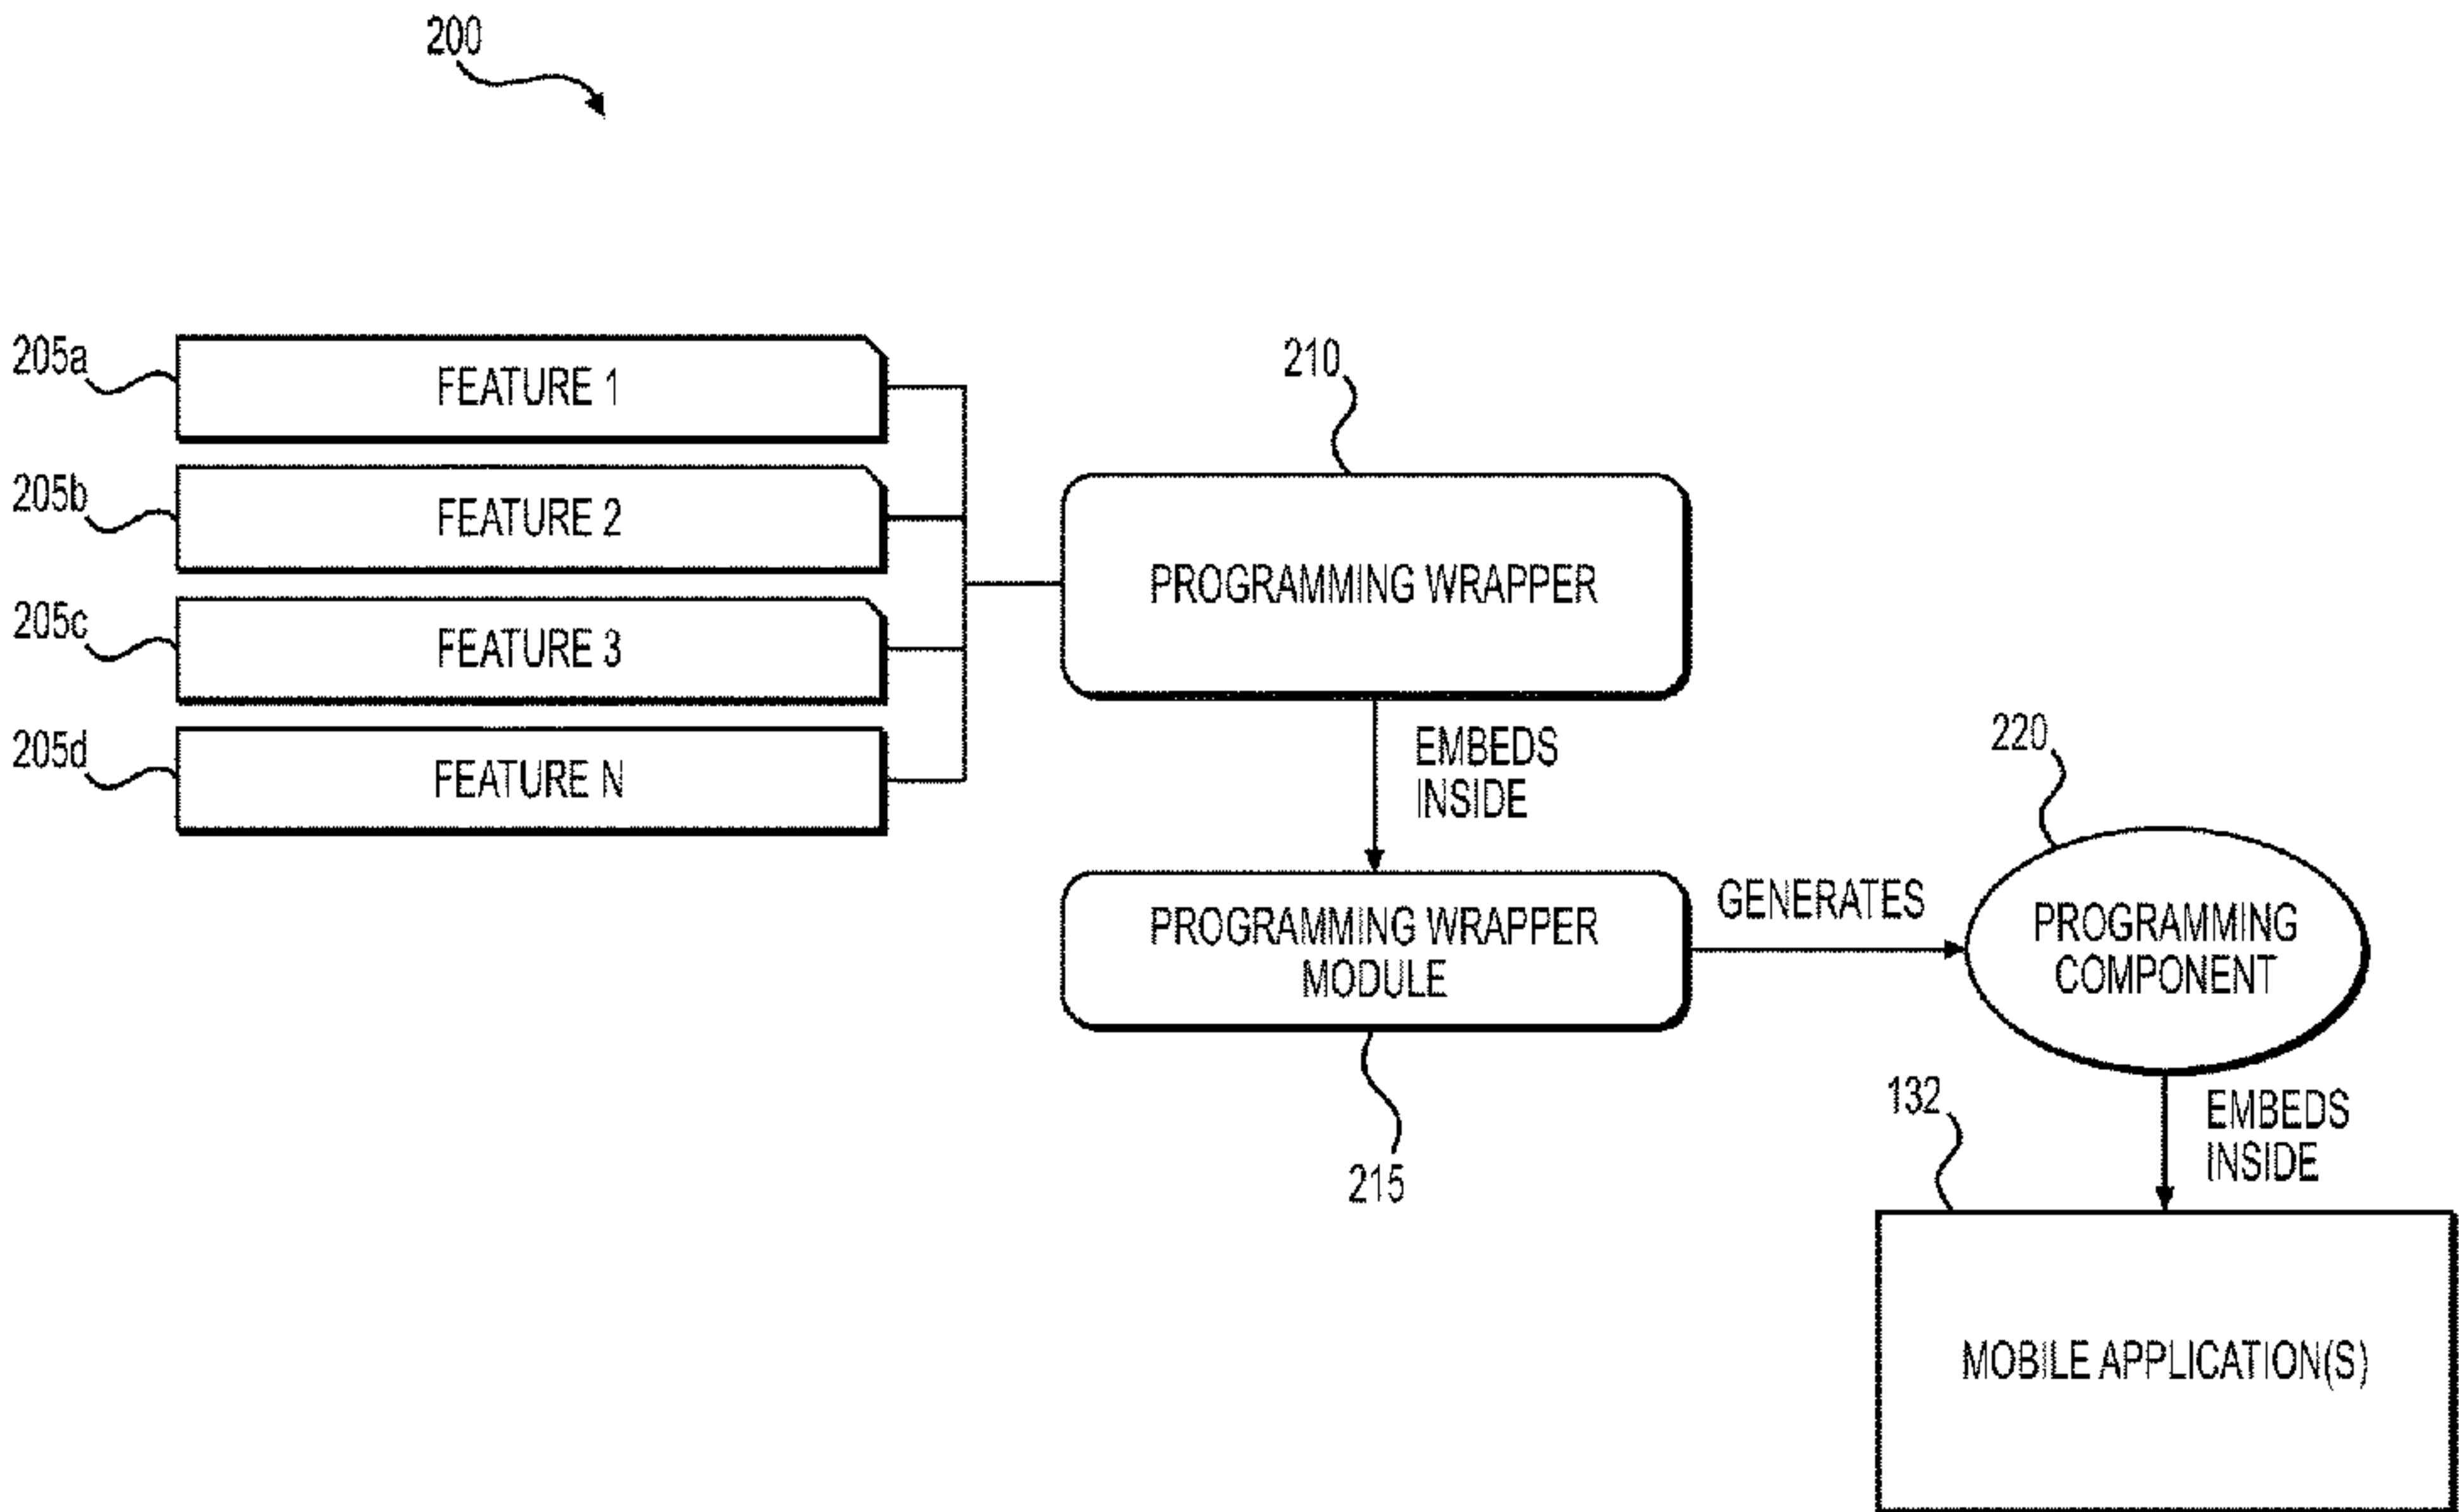 200
205a
FEATURE 1
205b
FEATURE 2
205c
FEATURE 3
205d
FEATURE N
210
PROGRAMMING WRAPPER
EMBEDS
INSIDE
PROGRAMMING WRAPPER
MODULE
215
GENERATES
220
PROGRAMMING
COMPONENT
EMBEDS
INSIDE
132
MOBILE APPLICATION(S)